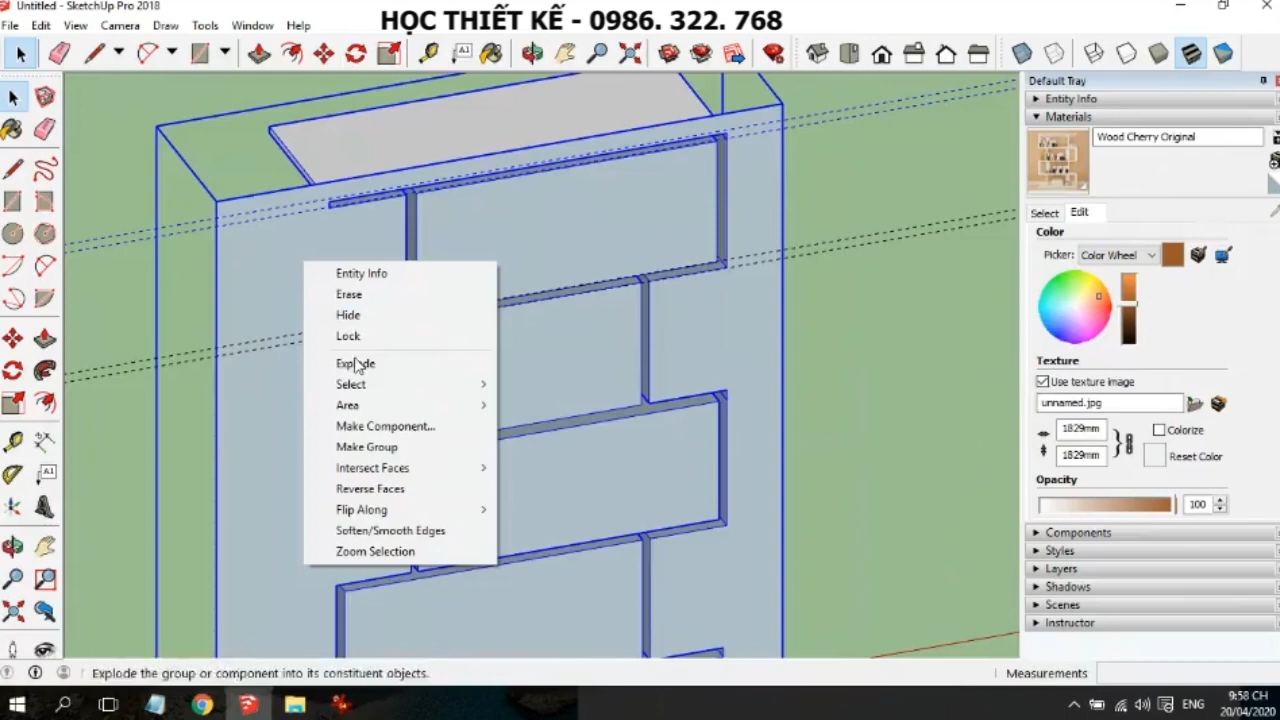 Untitled - SketchUp Pro 2018
HỌC THIẾT KẾ - 0986. 322. 768
File Edit View Camera Draw Tools Window Help
A1
Default Tray
Entity Info
Materials
Wood Cherry Original
Select Edit
Color
Picker: Color Wheel
Texture
Use texture image
unnamed.jpg
1829mm
Colorize
1829mm
Reset Color
Opacity
100
Components
Styles
Layers
Shadows
Scenes
Instructor
Entity Info
Erase
Hide
Lock
Explode
Select
Area
Make Component...
Make Group
Intersect Faces
Reverse Faces
Flip Along
Soften/Smooth Edges
Zoom Selection
A1
Explode the group or component into its constituent objects.
Measurements
ENG
9:58 CH
20/04/2020